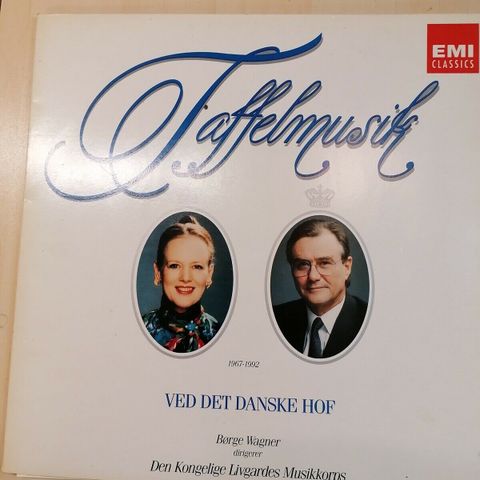 EMI
CLASSICS
Taffelmusik
1967-1992
VED DET DANSKE HOF
Børge Wagner
dirigerer
Den Kongelige Livgardes Musikkorps